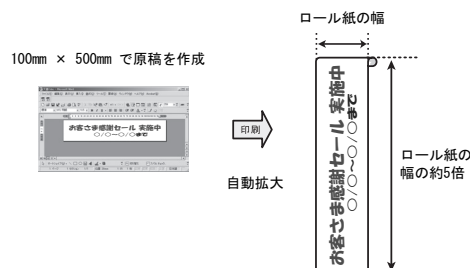 ロール紙の幅
100mm × 500mm で原稿を作成
お客さま感謝セール 実施中
○/○~○/○まで
印刷
自動拡大
お客さま感謝セール 実施中
○/○~○/○まで
ロール紙の
幅の約5倍